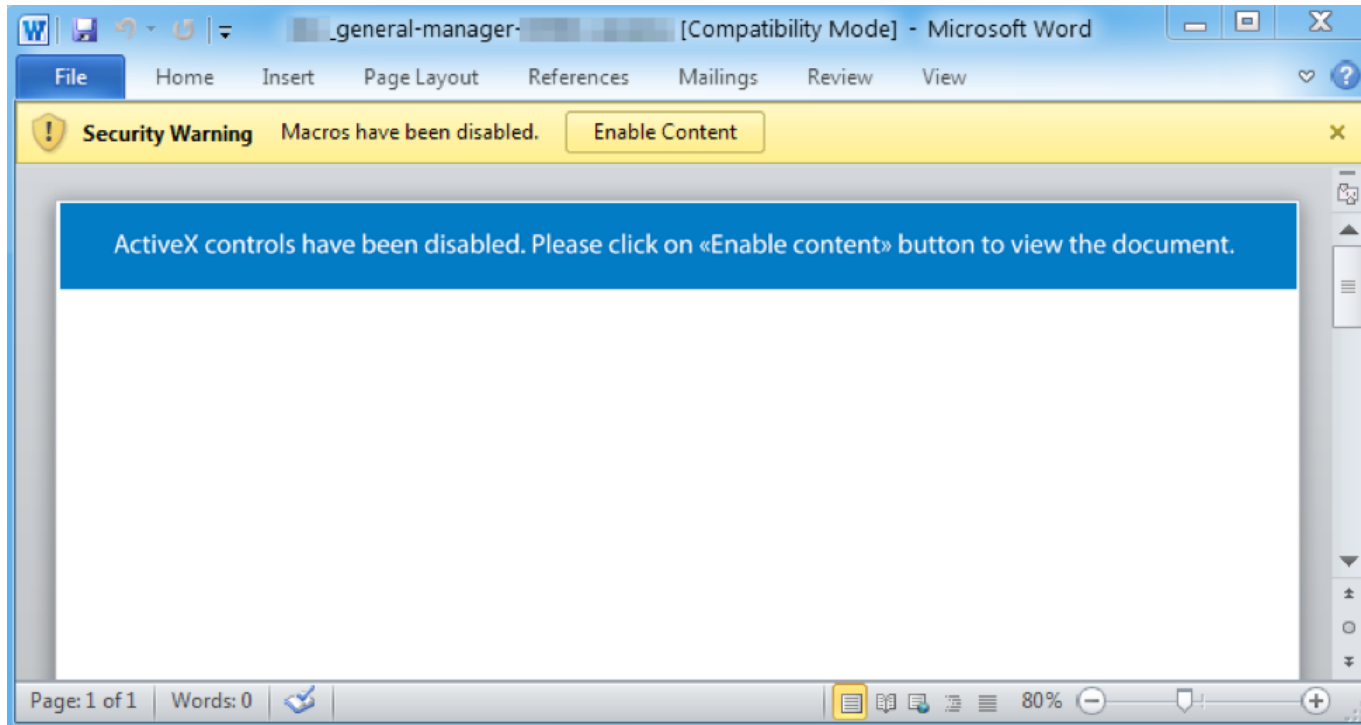 _general-manager- [Compatibility Mode] - Microsoft Word
File Home Insert Page Layout References Mailings Review View
Security Warning Macros have been disabled. Enable Content
ActiveX controls have been disabled. Please click on «Enable content» button to view the document.
Page: 1 of 1 Words: 0 80%